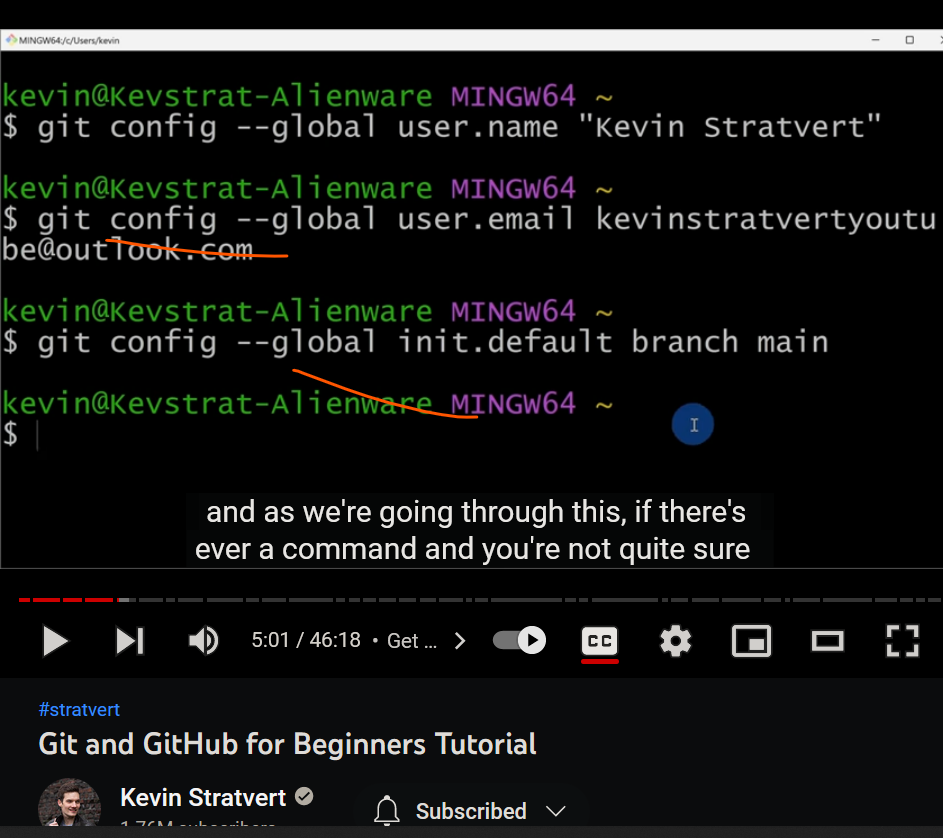 MINGW64:/c/Users/kevin
kevin@Kevstrat-Alienware MINGW64 ~
$ git config --global user.name "Kevin Stratvert"
kevin@Kevstrat-Alienware MINGW64 ~
$ git config --global user.email kevinstratvertyoutu
be@outlook.com
kevin@Kevstrat-Alienware MINGW64 ~
$ git config --global init.default branch main
kevin@Kevstrat-Alienware MINGW64 ~
$
and as we're going through this, if there's
ever a command and you're not quite sure
5:01 / 46:18 • Get ...
CC
#stratvert
Git and GitHub for Beginners Tutorial
Kevin Stratvert
1.76M subscribers
Subscribed